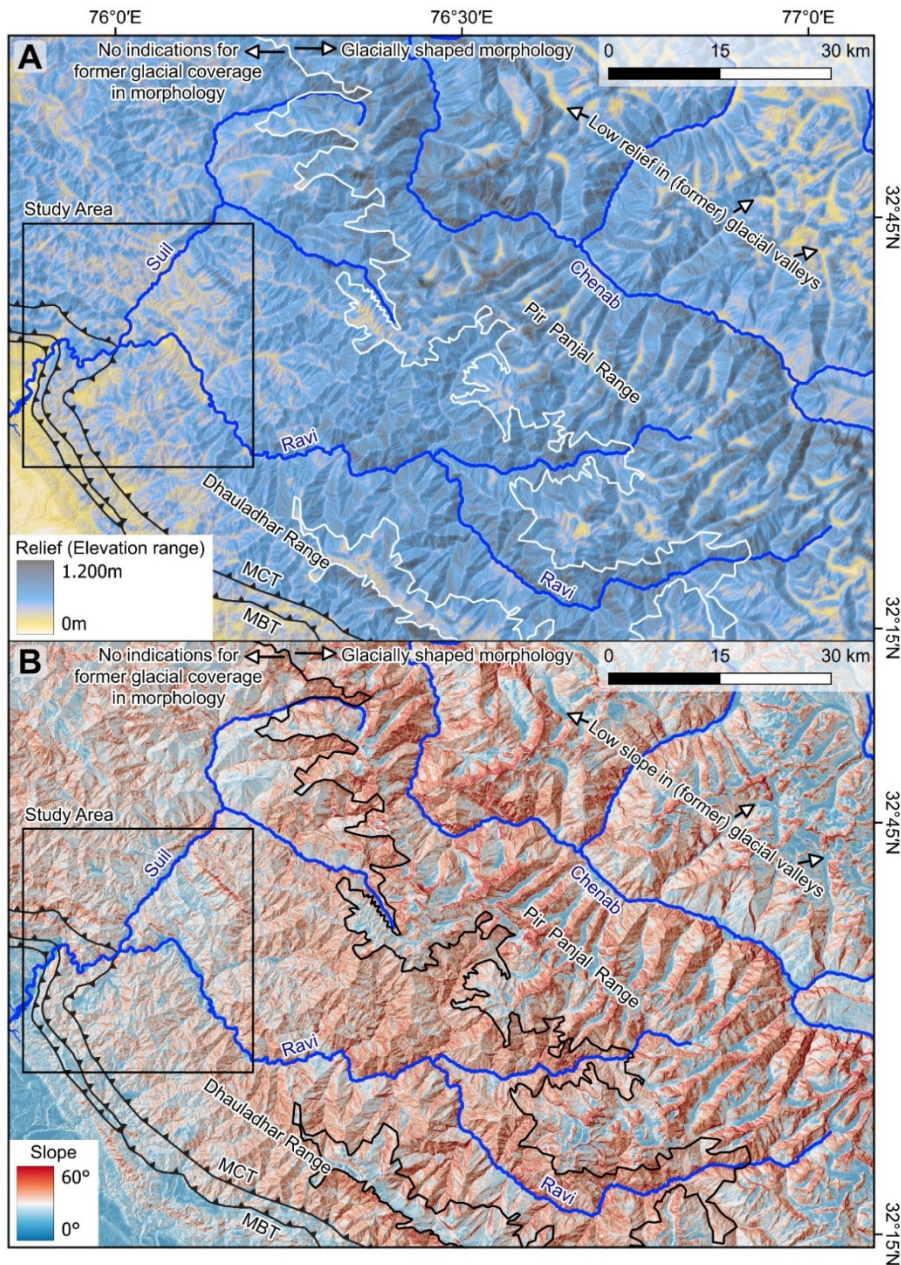 76°0'E
76°30'E
77°0'E
A
No indications for
former glacial coverage
in morphology
Glacially shaped morphology
0 15 30 km
Low relief in (former) glacial valleys
32°45'N
Study Area
Suil
Chenab
Pir Panjal Range
Ravi
Dhauladhar Range
Ravi
Relief (Elevation range)
1.200m
0m
MCT
MBT
32°15'N
B
No indications for
former glacial coverage
in morphology
Glacially shaped morphology
0 15 30 km
Low slope in (former) glacial valleys
32°45'N
Study Area
Suil
Chenab
Pir Panjal Range
Ravi
Dhauladhar Range
Ravi
Slope
60°
0°
MCT
MBT
32°15'N